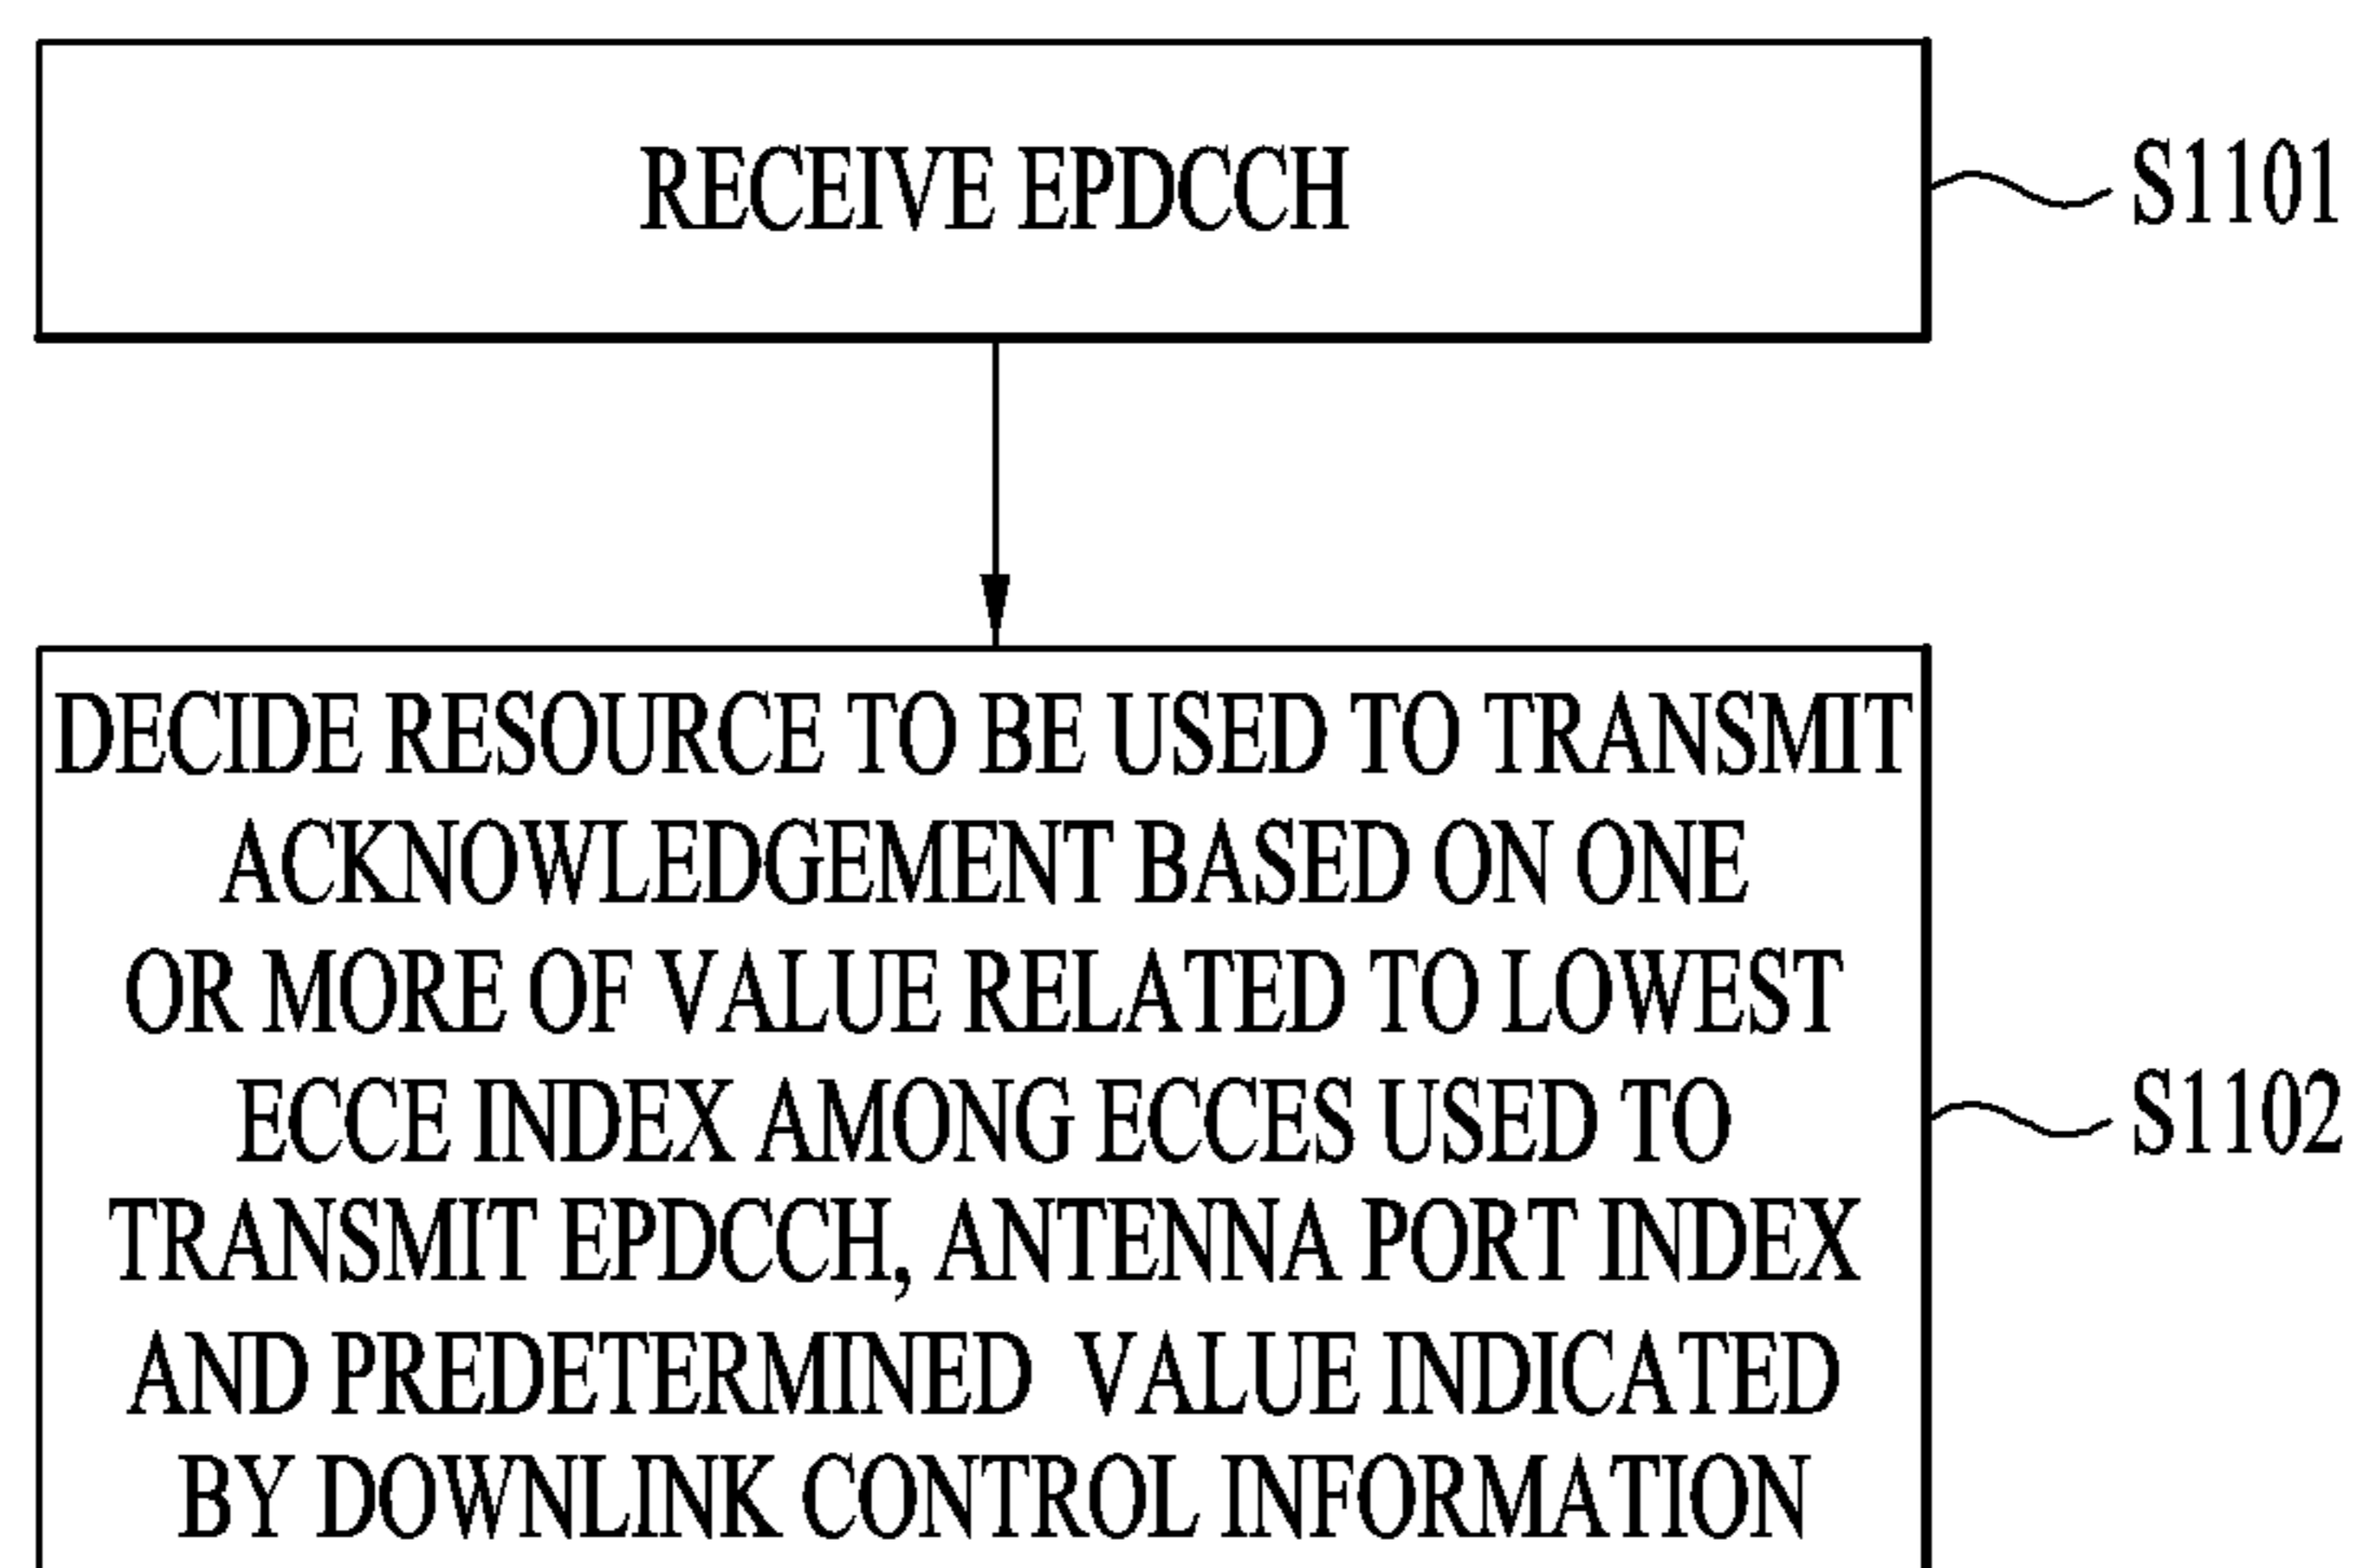 RECEIVE EPDCCH
S1101
DECIDE RESOURCE TO BE USED TO TRANSMIT
ACKNOWLEDGEMENT BASED ON ONE
OR MORE OF VALUE RELATED TO LOWEST
ECCE INDEX AMONG ECCES USED TO
TRANSMIT EPDCCH, ANTENNA PORT INDEX
AND PREDETERMINED VALUE INDICATED
BY DOWNLINK CONTROL INFORMATION
S1102